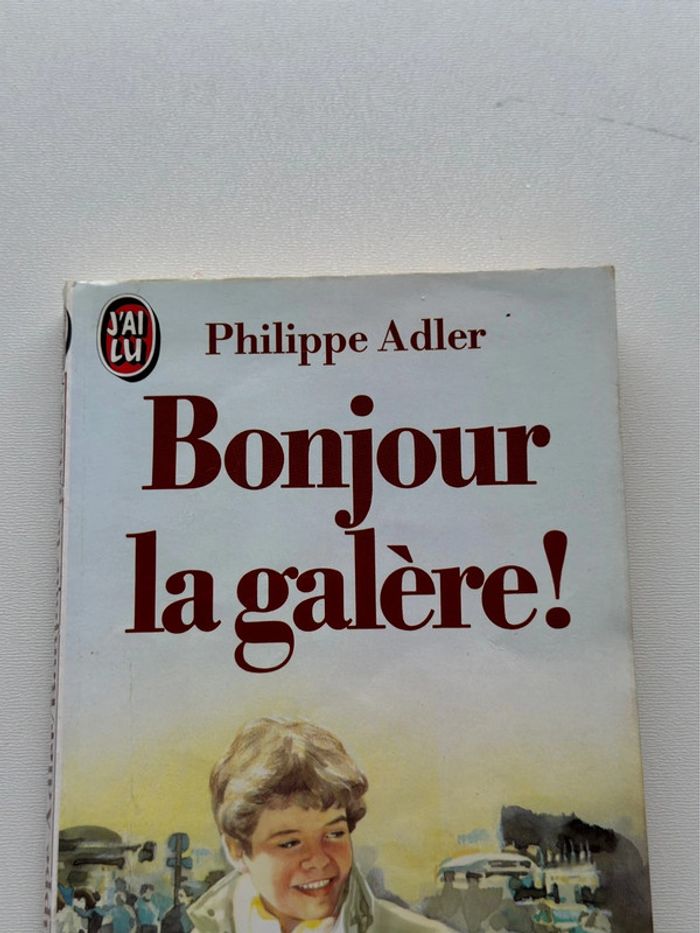 J'AI
LU
Philippe Adler
Bonjour
la galère!